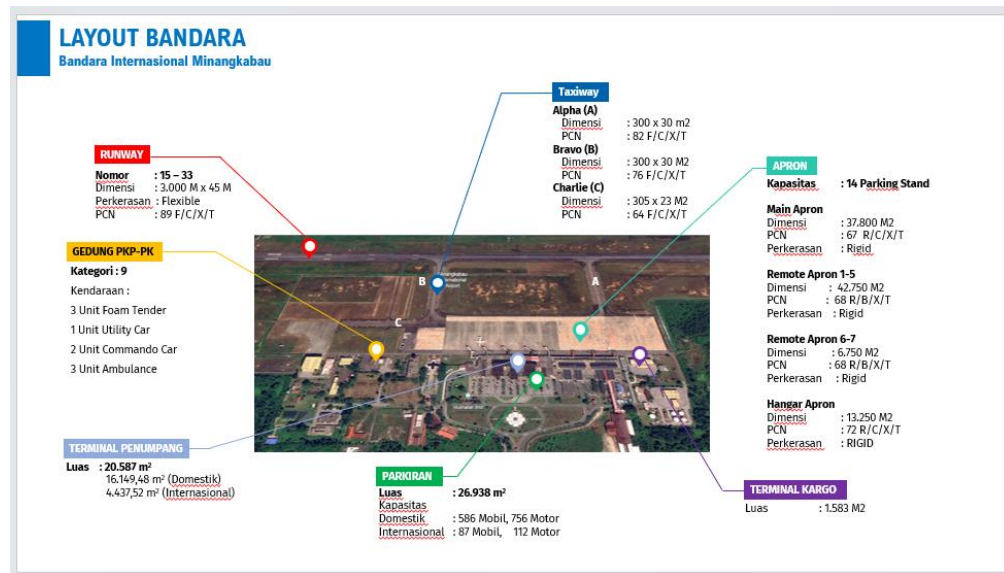 LAYOUT BANDARA
Bandara Internasional Minangkabau
Taxiway
Alpha (A)
Dimensi : 300 x 30 m2
PCN : 82 F/C/X/T
Bravo (B)
Dimensi : 300 x 30 M2
PCN : 76 F/C/X/T
Charlie (C)
Dimensi : 305 x 23 M2
PCN : 64 F/C/X/T
RUNWAY
Nomor : 15 – 33
Dimensi : 3.000 M x 45 M
Perkerasan : Flexible
PCN : 89 F/C/X/T
APRON
Kapasitas : 14 Parking Stand
Main Apron
Dimensi : 37.800 M2
PCN : 67 R/C/X/T
Perkerasan : Rigid
Remote Apron 1-5
Dimensi : 42.750 M2
PCN : 68 R/B/X/T
Perkerasan : Rigid
Remote Apron 6-7
Dimensi : 6.750 M2
PCN : 68 R/B/X/T
Perkerasan : Rigid
Hangar Apron
Dimensi : 13.250 M2
PCN : 72 R/C/X/T
Perkerasan : RIGID
GEDUNG PKP-PK
Kategori : 9
Kendaraan :
3 Unit Foam Tender
1 Unit Utility Car
2 Unit Commando Car
3 Unit Ambulance
B
A
C
Minangkabau
International
Airport
TERMINAL PENUMPANG
Luas : 20.587 m²
16.149,48 m² (Domestik)
4.437,52 m² (Internasional)
PARKIRAN
Luas : 26.938 m²
Kapasitas
Domestik : 586 Mobil, 756 Motor
Internasional : 87 Mobil, 112 Motor
TERMINAL KARGO
Luas : 1.583 M2